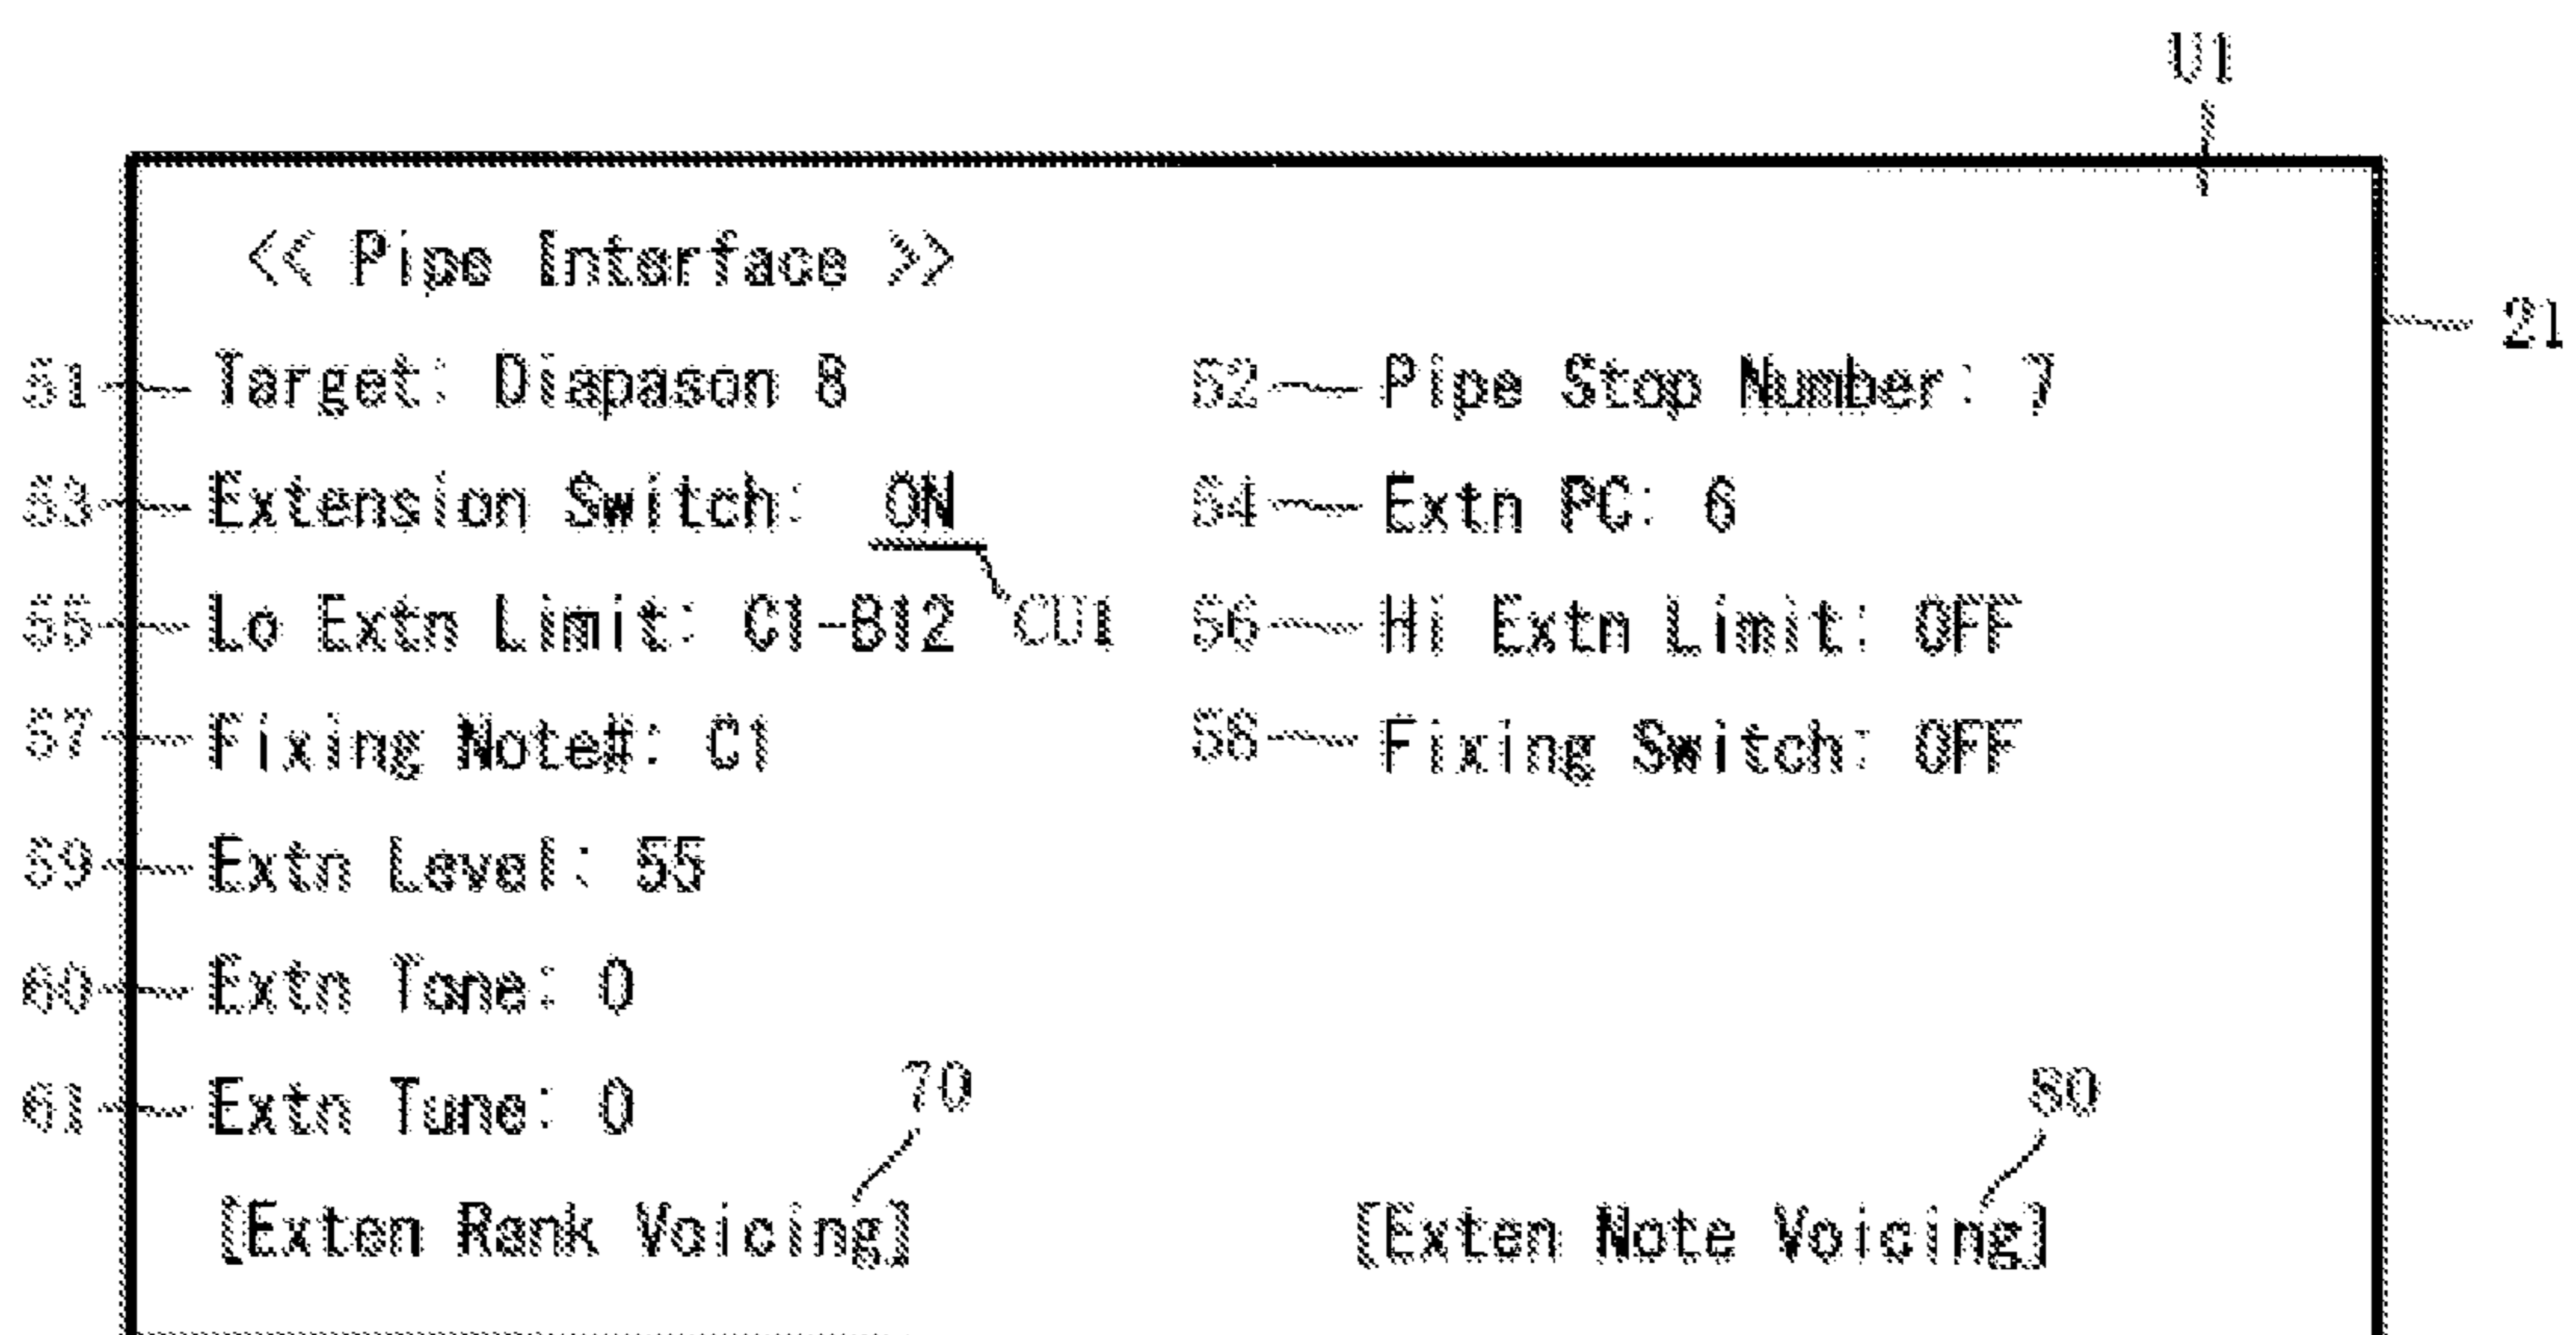 U1
<< Pipe Interface >>
21
51 Target: Diapason 8 52 Pipe Stop Number: 7
53 Extension Switch: ON 54 Extn PC: 6
55 Lo Extn Limit: C1-B12 CU1 56 Hi Extn Limit: OFF
57 Fixing Note#: C1 58 Fixing Switch: OFF
59 Extn Level: 55
60 Extn Tone: 0
61 Extn Tune: 0
70 80
[Exten Rank Voicing] [Exten Note Voicing]